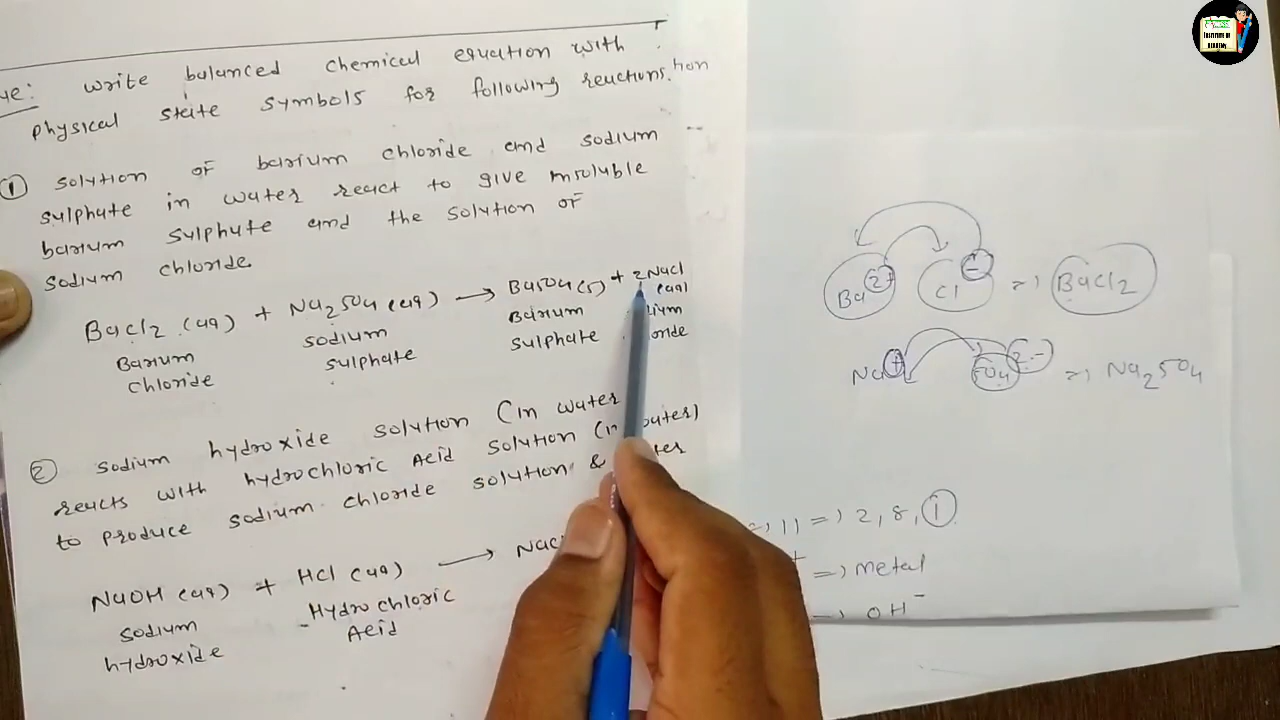 ue: Write balanced chemical equation with
physical state symbols for following reactions.
① Solution of barium chloride and sodium
sulphate in water react to give insoluble
barium sulphate and the solution of
sodium chloride
BaCl2 (aq) + Na2SO4 (aq) → BaSO4 (s) + 2NaCl (aq)
Barium chloride
sodium sulphate
Barium sulphate
② sodium hydroxide solution (in water
reacts with hydrochloric Acid solution (in
to produce sodium chloride solution &
NaOH (aq) + HCl (aq) →
sodium hydroxide
Hydrochloric Acid
Ba 2+ Cl - => BaCl2
Na + SO4 2- => Na2SO4
11 => 2, 8, 1
=> metal
OH-